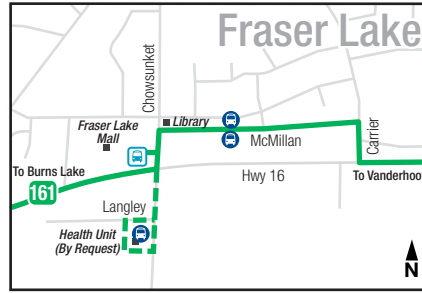 Fraser Lake
Chowsunket
Library
Fraser Lake
Mall
McMillan
Carrier
To Burns Lake
161
Hwy 16
To Vanderhoof
Langley
Health Unit
(By Request)
N